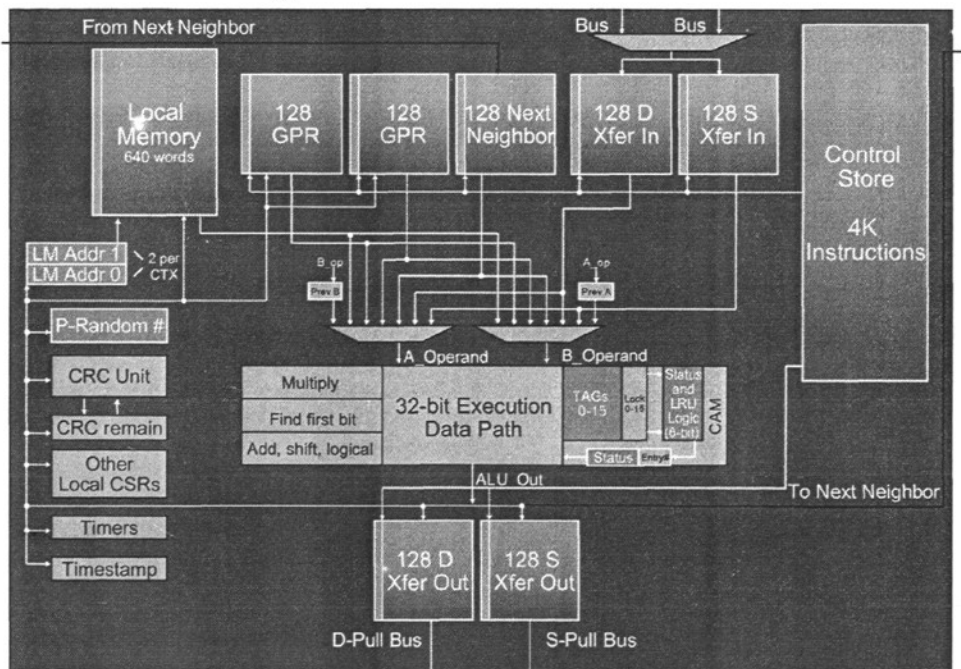 From Next Neighbor
Bus
Bus
Local
Memory
640 words
128
GPR
128
GPR
128 Next
Neighbor
128 D
Xfer In
128 S
Xfer In
Control
Store
4K
Instructions
LM Addr 1
LM Addr 0
2 per
CTX
B_op
Prev B
A_op
Prev A
P-Random #
A_Operand
B_Operand
CRC Unit
CRC remain
Other
Local CSRs
Timers
Timestamp
Multiply
Find first bit
Add, shift, logical
32-bit Execution
Data Path
TAGs
0-15
Lock
0-15
Status
and
LRU
Logic
(6-bit)
CAM
Status
Entry#
ALU_Out
To Next Neighbor
128 D
Xfer Out
128 S
Xfer Out
D-Pull Bus
S-Pull Bus